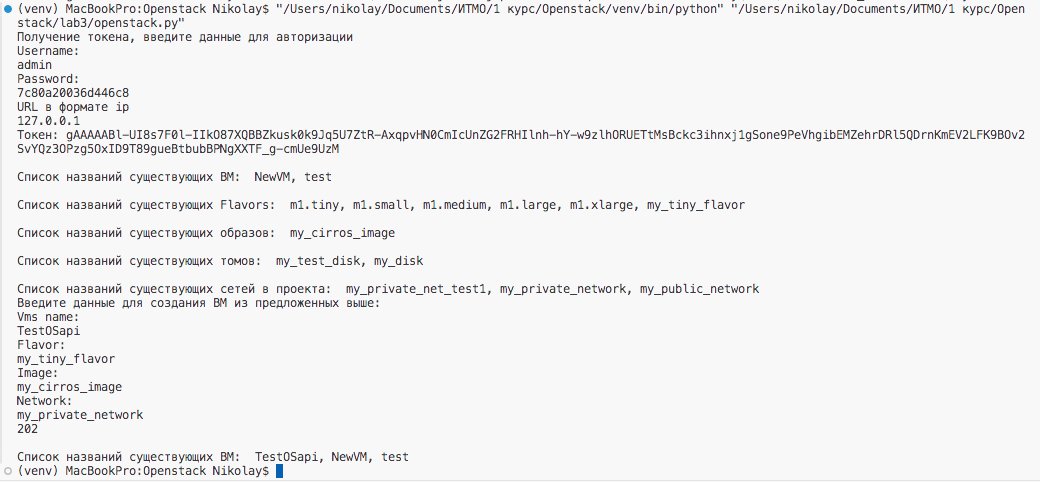 (venv) MacBookPro:Openstack Nikolay$ "/Users/nikolay/Documents/ИТМО/1 курс/Openstack/venv/bin/python" "/Users/nikolay/Documents/ИТМО/1 курс/Open
stack/lab3/openstack.py"
Получение токена, введите данные для авторизации
Username:
admin
Password:
7c80a20036d446c8
URL в формате ip
127.0.0.1
Токен: gAAAAABl-UI8s7F0l-IIkO87XQBBZkusk0k9Jq5U7ZtR-AxqpvHN0CmIcUnZG2FRHIlnh-hY-w9zlhORUETtMsBckc3ihnxj1gSone9PeVhgibEMZehrDRl5QDrnKmEV2LFK9BOv2
SvYQz3OPzg5OxID9T89gueBtbubBPNgXXTF_g-cmUe9UzM
Список названий существующих ВМ:  NewVM, test
Список названий существующих Flavors:  m1.tiny, m1.small, m1.medium, m1.large, m1.xlarge, my_tiny_flavor
Список названий существующих образов:  my_cirros_image
Список названий существующих томов:  my_test_disk, my_disk
Список названий существующих сетей в проекта:  my_private_net_test1, my_private_network, my_public_network
Введите данные для создания ВМ из предложенных выше:
Vms name:
TestOSapi
Flavor:
my_tiny_flavor
Image:
my_cirros_image
Network:
my_private_network
202
Список названий существующих ВМ:  TestOSapi, NewVM, test
(venv) MacBookPro:Openstack Nikolay$